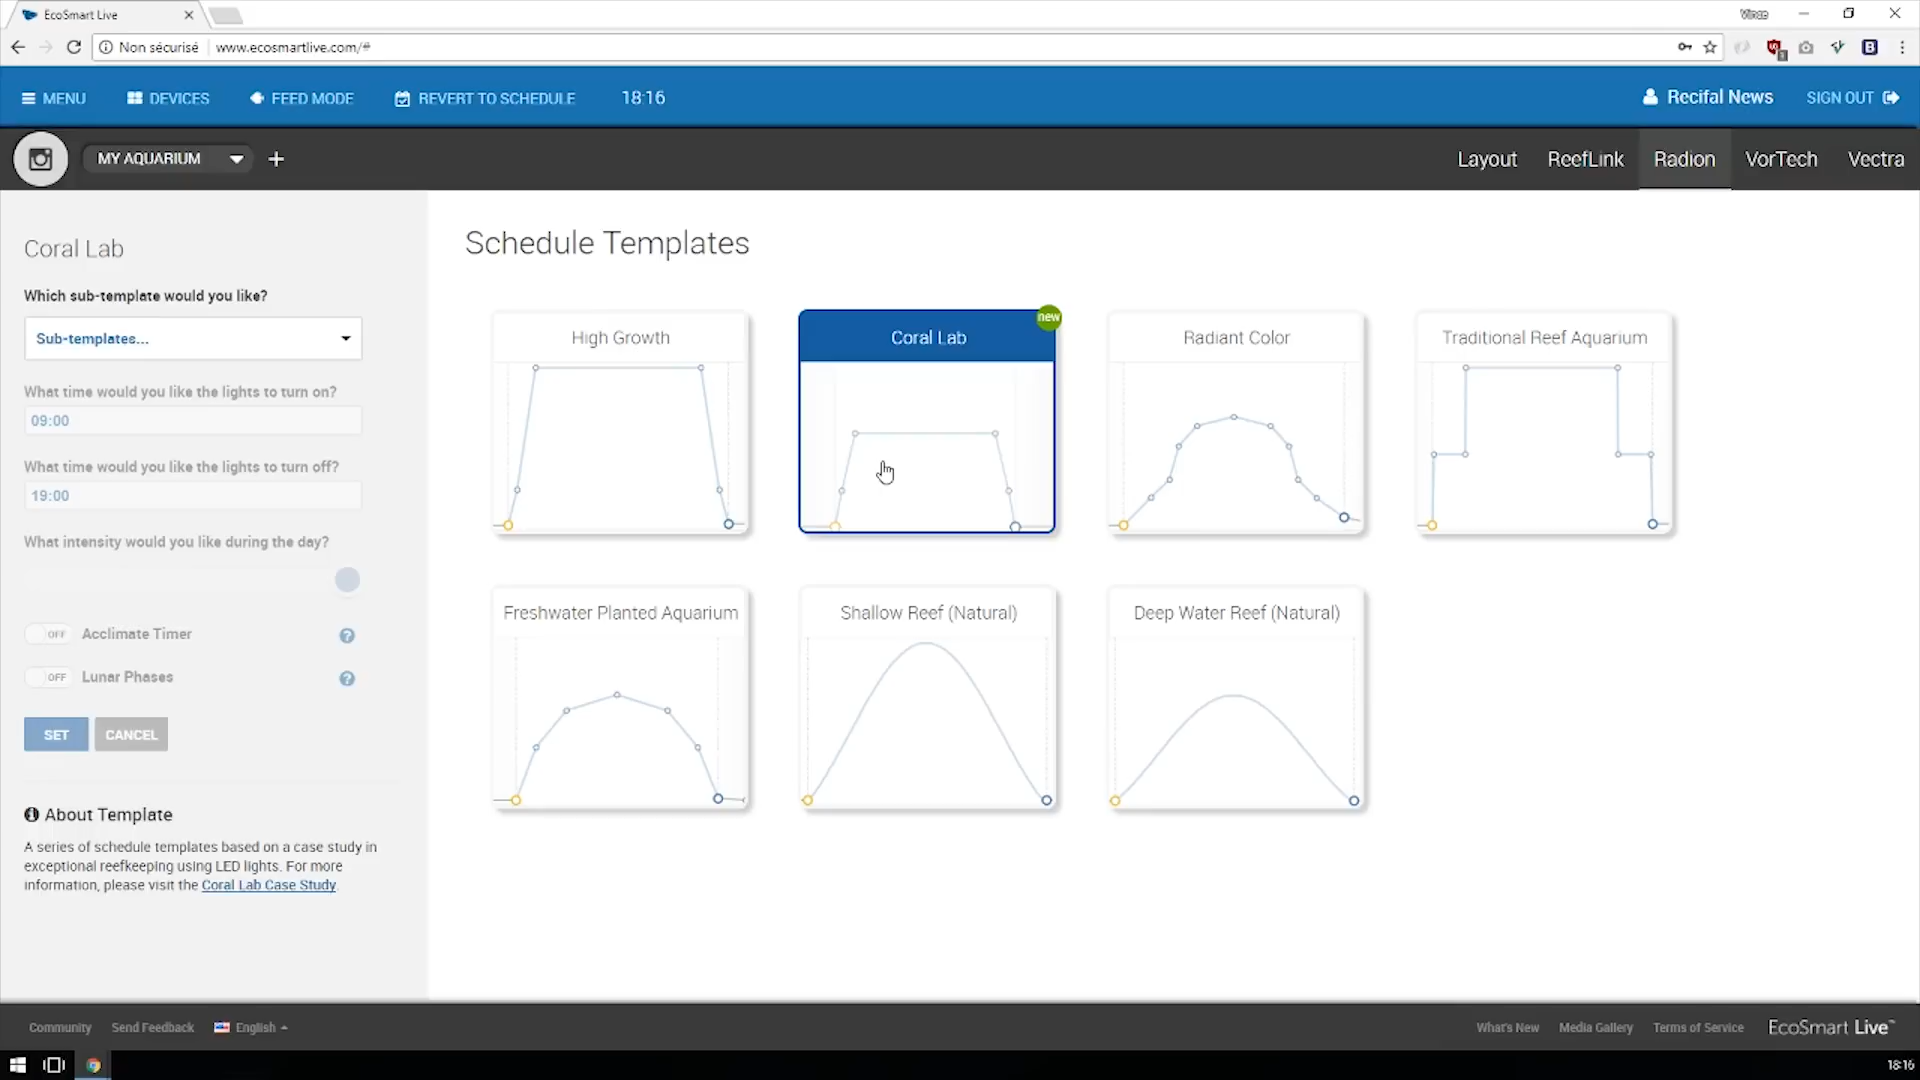 EcoSmart Live
Vince
Non sécurisé
www.ecosmartlive.com/#
MENU
DEVICES
FEED MODE
REVERT TO SCHEDULE
18:16
Recifal News
SIGN OUT
MY AQUARIUM
Layout
ReefLink
Radion
VorTech
Vectra
Coral Lab
Which sub-template would you like?
Sub-templates...
What time would you like the lights to turn on?
09:00
What time would you like the lights to turn off?
19:00
What intensity would you like during the day?
OFF
Acclimate Timer
?
OFF
Lunar Phases
?
SET
CANCEL
About Template
A series of schedule templates based on a case study in
exceptional reefkeeping using LED lights. For more
information, please visit the Coral Lab Case Study.
Schedule Templates
High Growth
Coral Lab
new
Radiant Color
Traditional Reef Aquarium
Freshwater Planted Aquarium
Shallow Reef (Natural)
Deep Water Reef (Natural)
Community
Send Feedback
English
What's New
Media Gallery
Terms of Service
EcoSmart Live™
18:16